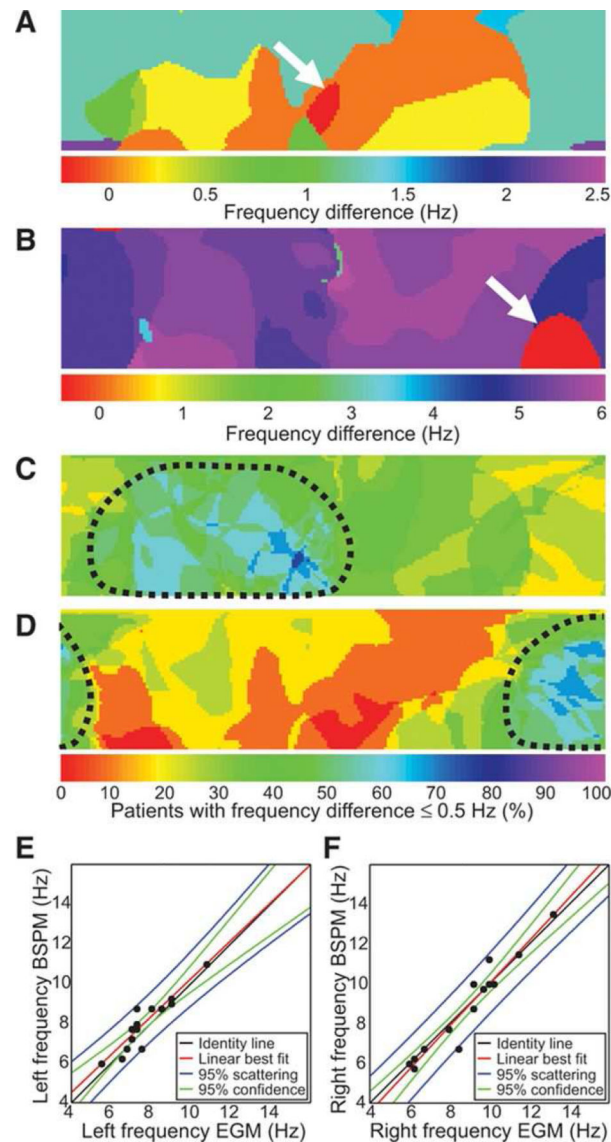 A
0 0.5 1 1.5 2 2.5
Frequency difference (Hz)
B
0 1 2 3 4 5 6
Frequency difference (Hz)
C
D
0 10 20 30 40 50 60 70 80 90 100
Patients with frequency difference ≤ 0.5 Hz (%)
E
Left frequency BSPM (Hz)
14
12
10
8
6
4
4 6 8 10 12 14
Left frequency EGM (Hz)
Identity line
Linear best fit
95% scattering
95% confidence
F
Right frequency BSPM (Hz)
14
12
10
8
6
4
4 6 8 10 12 14
Right frequency EGM (Hz)
Identity line
Linear best fit
95% scattering
95% confidence